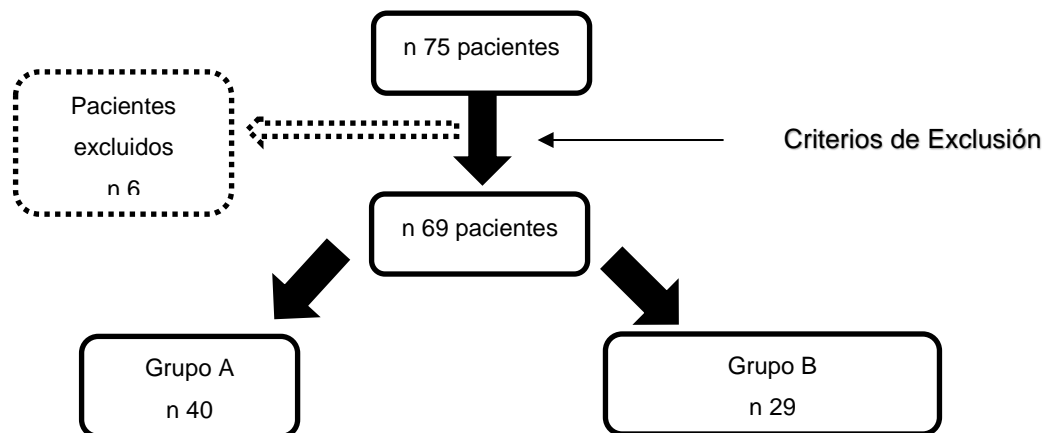 n 75 pacientes
Pacientes
excluidos
n 6
Criterios de Exclusión
n 69 pacientes
Grupo A
n 40
Grupo B
n 29